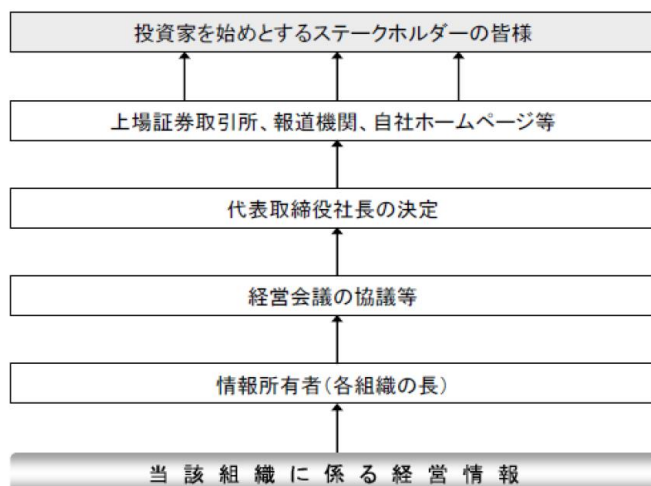 投資家を始めとするステークホルダーの皆様
上場証券取引所、報道機関、自社ホームページ等
代表取締役社長の決定
経営会議の協議等
情報所有者(各組織の長)
当該組織に係る経営情報